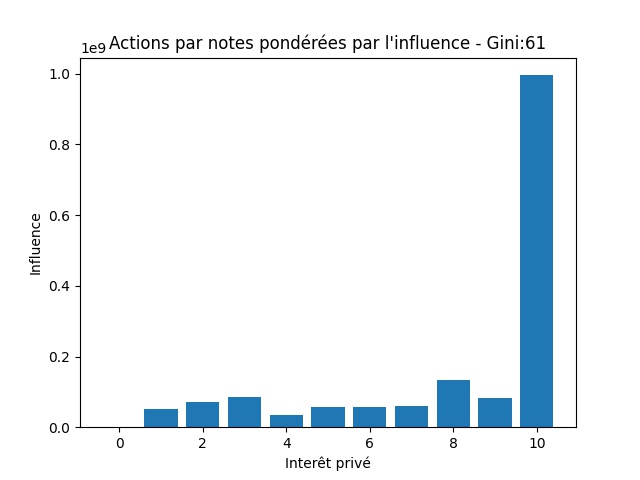 Actions par notes pondérées par l'influence - Gini:61
1e9
1.0
0.8
0.6
0.4
0.2
0.0
Influence
0 2 4 6 8 10
Interêt privé